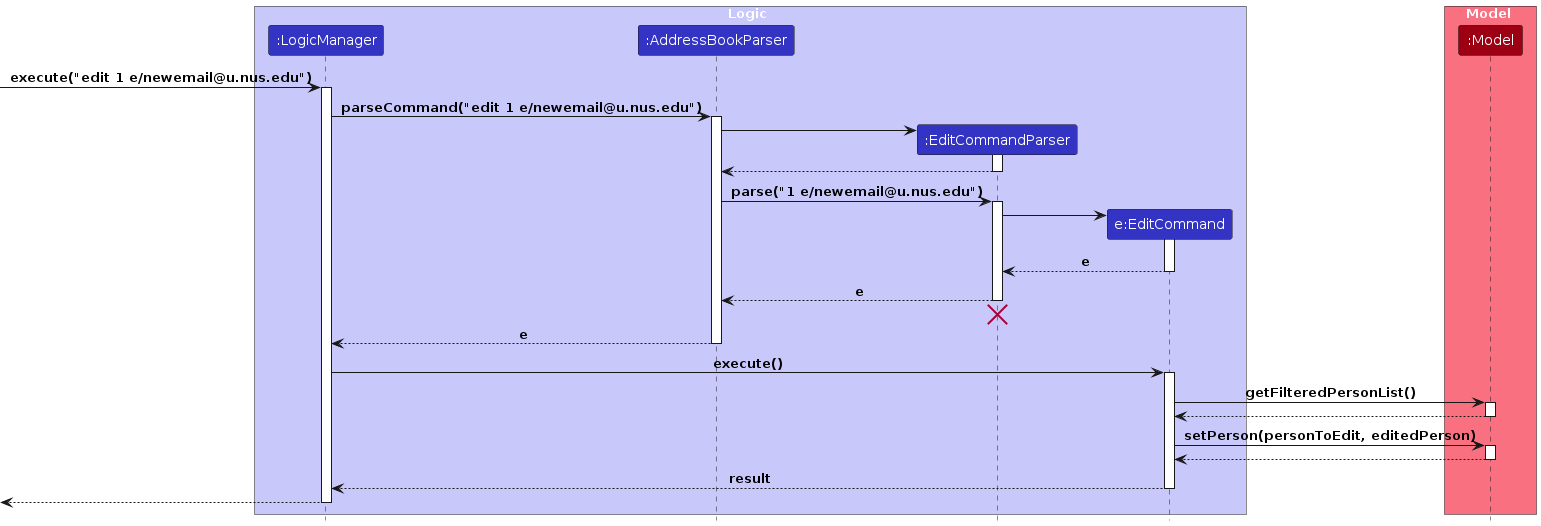 Logic
Model
:LogicManager
:AddressBookParser
:Model
execute("edit 1 e/newemail@u.nus.edu")
parseCommand("edit 1 e/newemail@u.nus.edu")
:EditCommandParser
parse("1 e/newemail@u.nus.edu")
e:EditCommand
e
e
e
execute()
getFilteredPersonList()
setPerson(personToEdit, editedPerson)
result